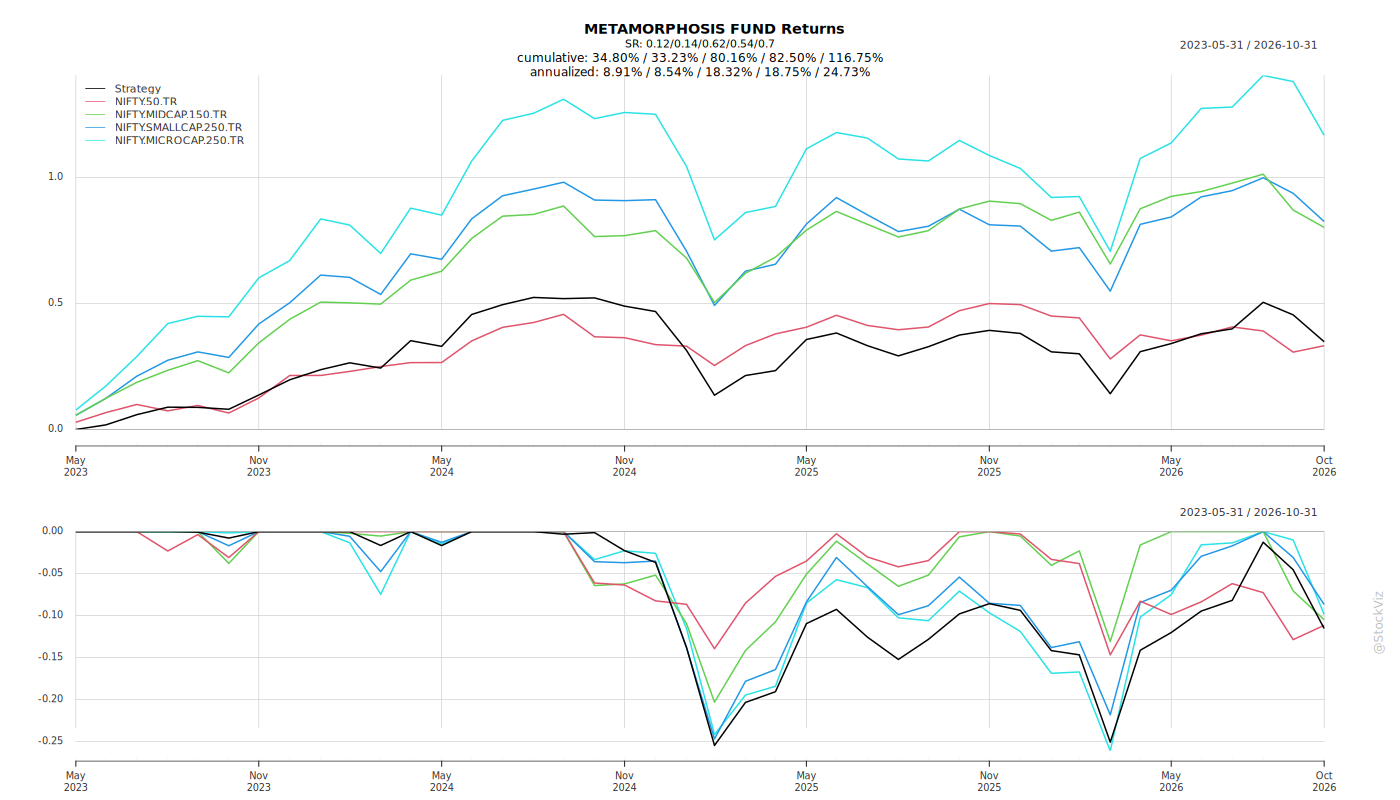 METAMORPHOSIS FUND Returns
SR: 0.12/0.14/0.62/0.54/0.7
cumulative: 34.80% / 33.23% / 80.16% / 82.50% / 116.75%
annualized: 8.91% / 8.54% / 18.32% / 18.75% / 24.73%
2023-05-31 / 2026-10-31
Strategy
NIFTY.50.TR
NIFTY.MIDCAP.150.TR
NIFTY.SMALLCAP.250.TR
NIFTY.MICROCAP.250.TR
1.0
0.5
0.0
May Nov May Nov May Nov May Oct
2023 2023 2024 2024 2025 2025 2026 2026
2023-05-31 / 2026-10-31
0.00
-0.05
-0.10
-0.15
-0.20
-0.25
May Nov May Nov May Nov May Oct
2023 2023 2024 2024 2025 2025 2026 2026
@StockViz